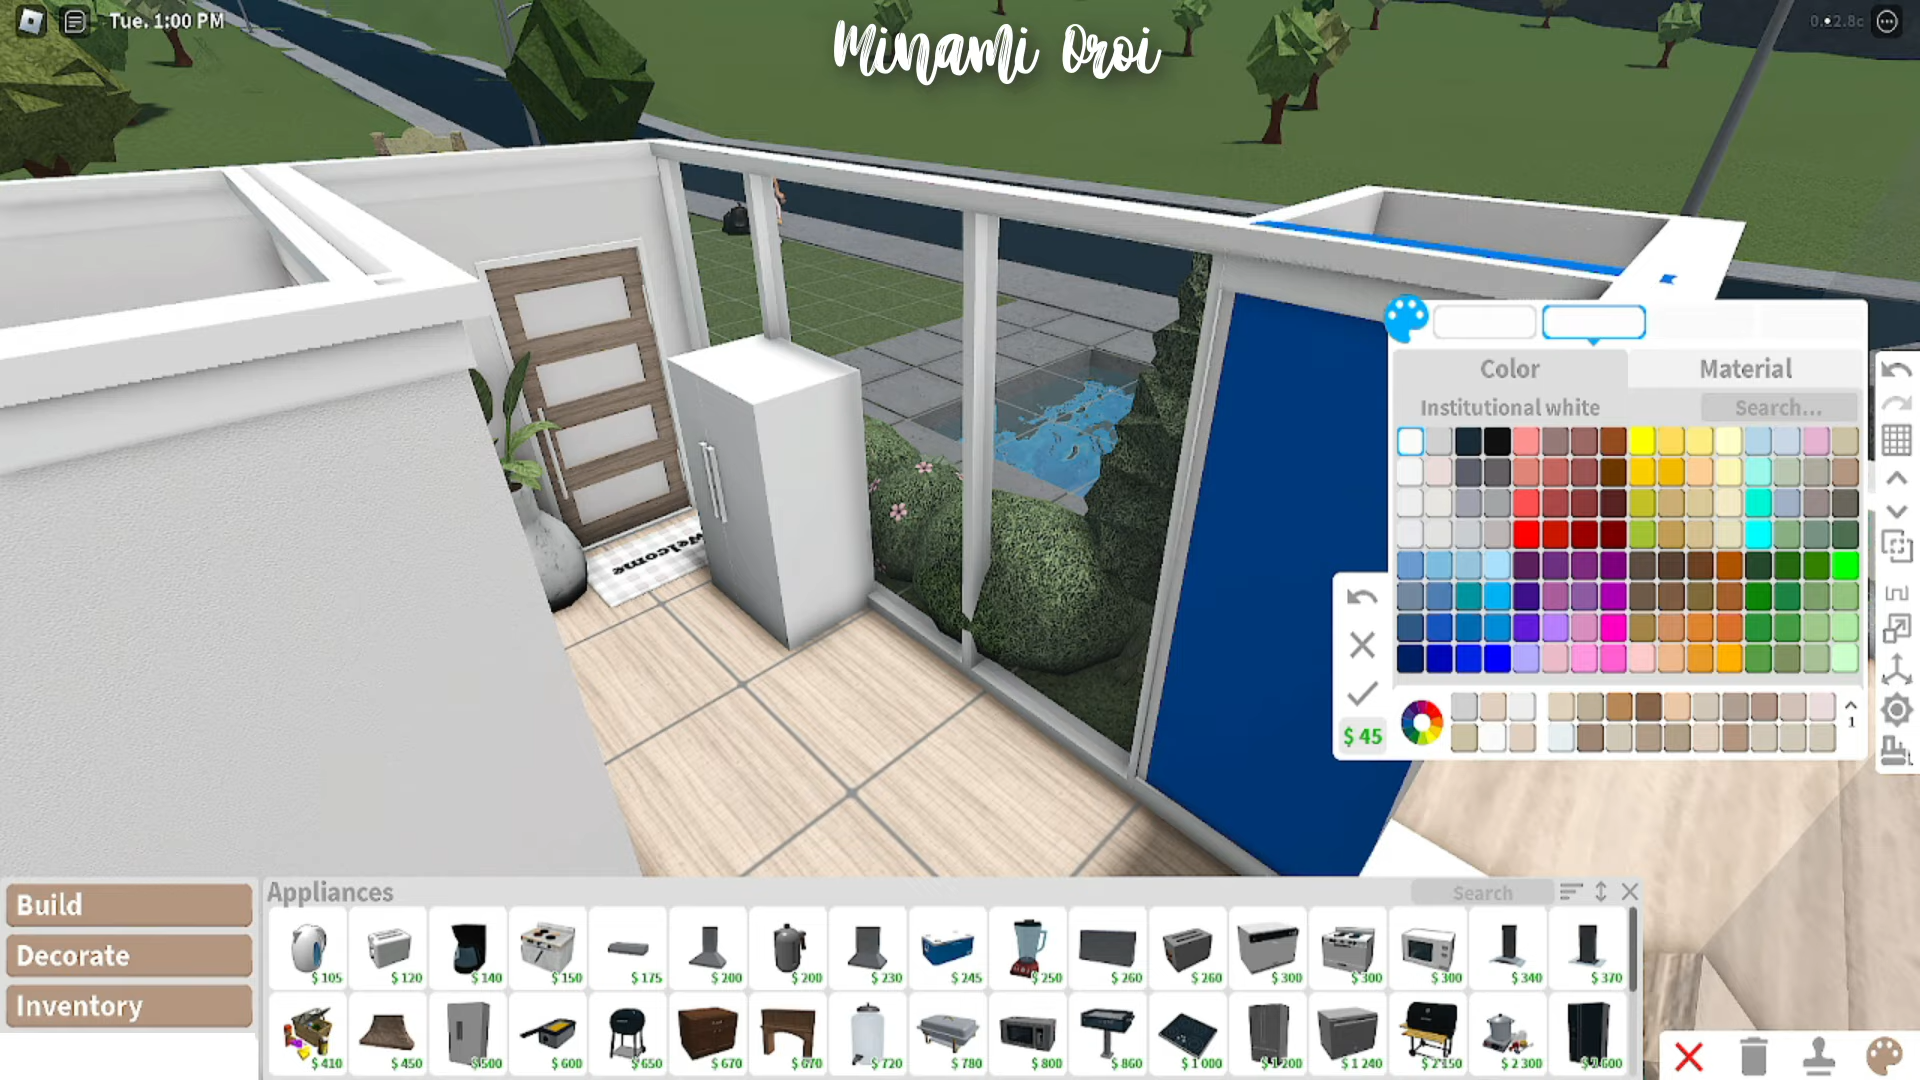 Tue. 1:00 PM
Minami Oroi
Color
Material
Institutional white
Search...
Welcome
$ 45
1
Build
Decorate
Inventory
Appliances
Search
$ 105
$ 120
$ 140
$ 150
$ 175
$ 200
$ 200
$ 230
$ 245
$ 250
$ 260
$ 260
$ 300
$ 300
$ 300
$ 340
$ 370
$ 410
$ 450
$ 500
$ 600
$ 650
$ 670
$ 670
$ 720
$ 780
$ 800
$ 860
$ 1 000
$ 1 200
$ 1 240
$ 2 150
$ 2 300